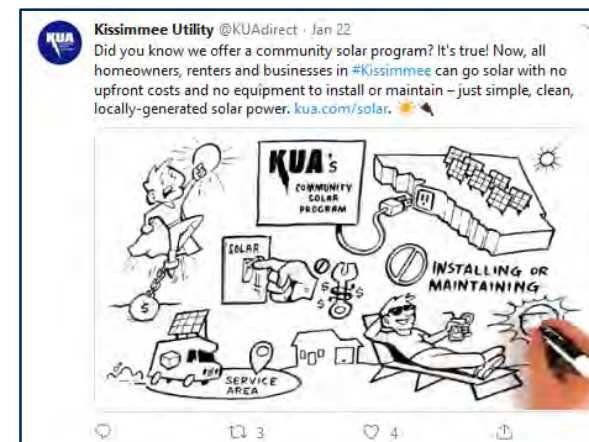 Kissimmee Utility @KUAdirect · Jan 22
KUA
Did you know we offer a community solar program? It's true! Now, all
homeowners, renters and businesses in #Kissimmee can go solar with no
upfront costs and no equipment to install or maintain – just simple, clean,
locally-generated solar power. kua.com/solar.
KUA's
COMMUNITY
SOLAR
PROGRAM
SOLAR
$
$ $
$ $
INSTALLING OR
MAINTAINING
SERVICE
AREA
3
4